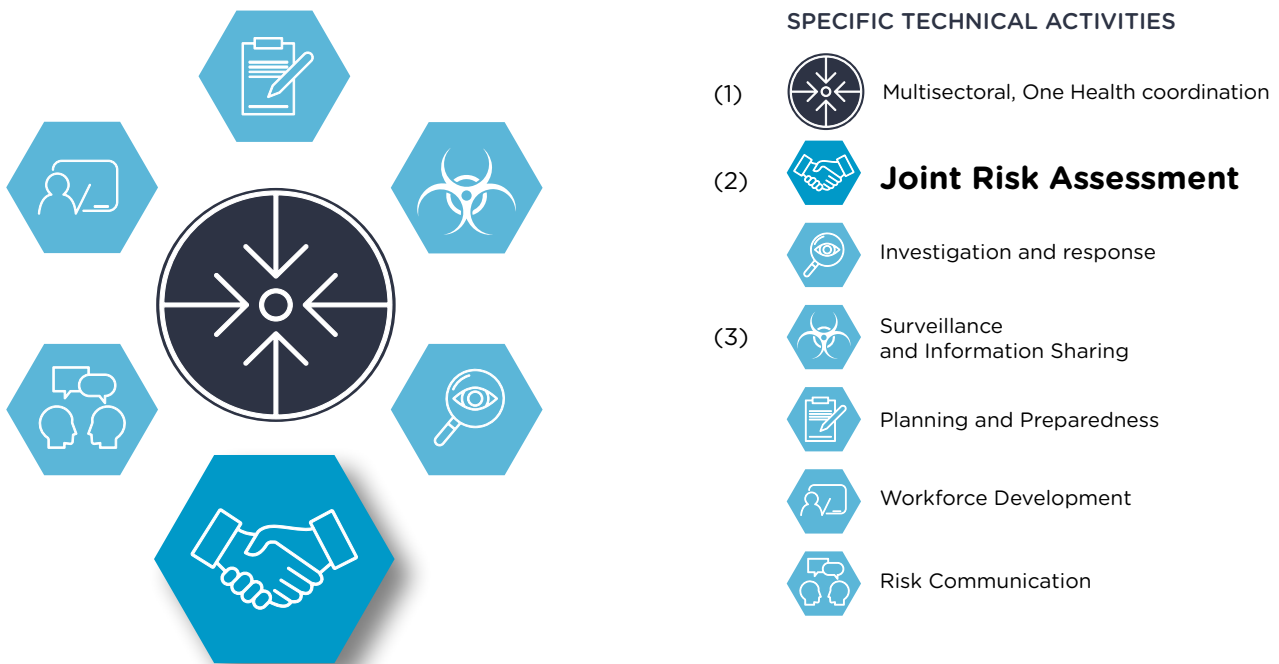 SPECIFIC TECHNICAL ACTIVITIES
(1) Multisectoral, One Health coordination
(2) Joint Risk Assessment
Investigation and response
(3) Surveillance
and Information Sharing
Planning and Preparedness
Workforce Development
Risk Communication